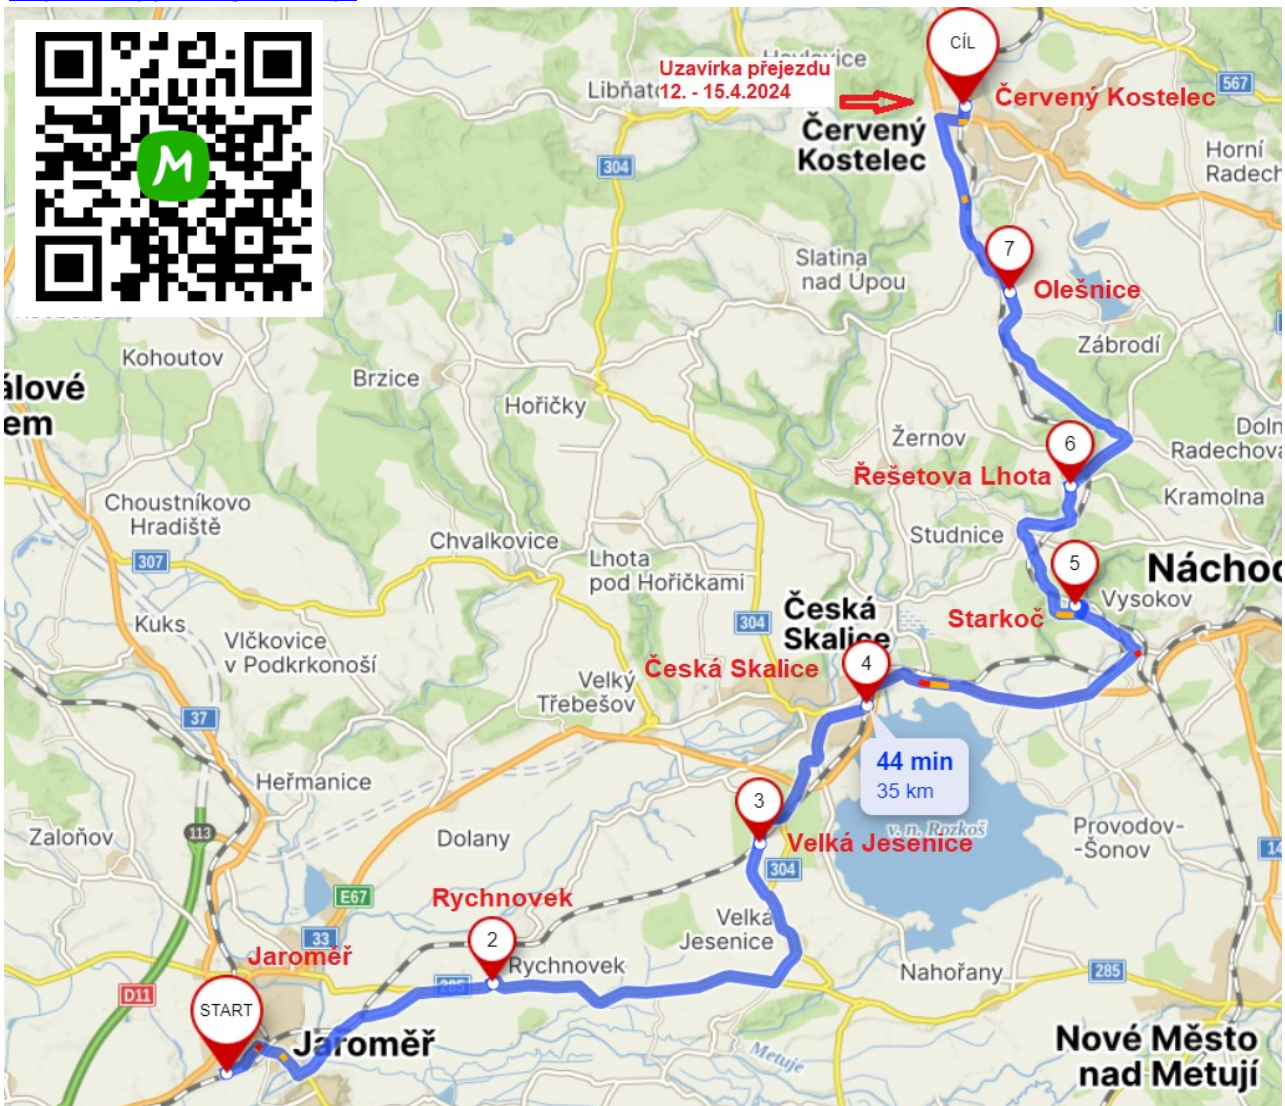 CÍL
Havlovice
567
Uzavírka přejezdu
12. - 15.4.2024
Červený Kostelec
Červený
Kostelec
Horní
304
7
Slatina
nad Úpou
Olešnice
Kohoutov
Zábrodí
Brzice
Hořičky
6
Žernov
Řešetova Lhota
Kramolna
Choustníkovo
Hradiště
Studnice
Chvalkovice
307
Lhota
pod Hořičkami
5
Vysokov
Starkoč
Kuks
Česká
Skalice
304
Vlčkovice
v Podkrkonoší
Česká Skalice
4
Velký
Třebešov
37
44 min
35 km
Heřmanice
3
v. n. Rozkoš
Provodov-
-Šonov
113
Zaloňov
Dolany
Velká Jesenice
304
E67
Rychnovek
Velká
Jesenice
33
2
Jaroměř
Rychnovek
285
Nahořany
285
D11
START
Jaroměř
Metuje
Nové Město
nad Metují